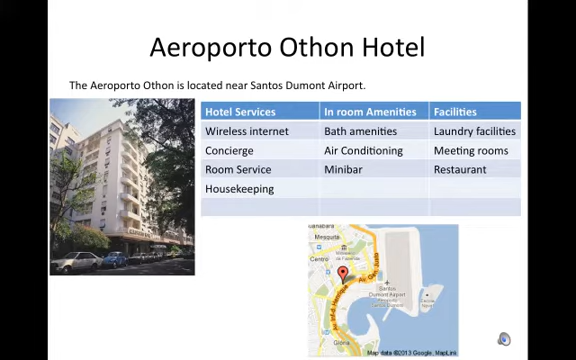 Aeroporto Othon Hotel
The Aeroporto Othon is located near Santos Dumont Airport.
Hotel Services In room Amenities Facilities
Wireless internet Bath amenities Laundry facilities
Concierge Air Conditioning Meeting rooms
Room Service Minibar Restaurant
Housekeeping
Mesquita
Centro
Santos
Dumont Airport
Glória
Map data ©2013 Google, MapLink